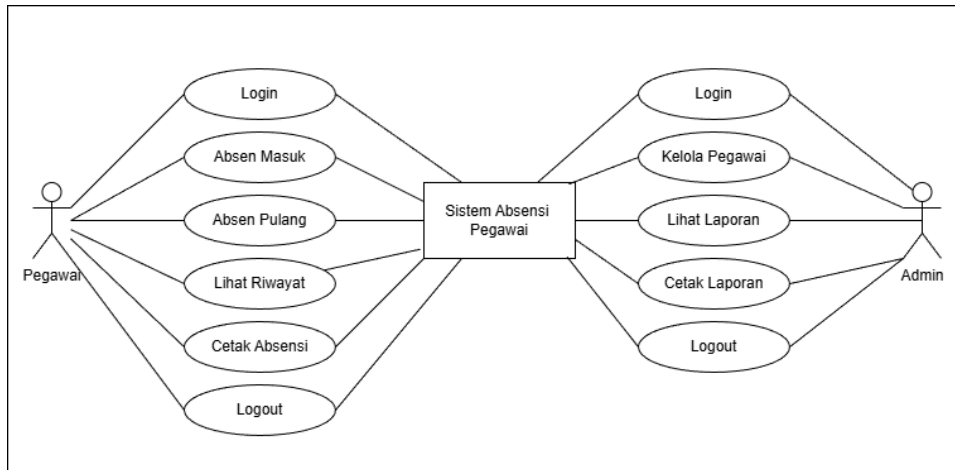 Login
Absen Masuk
Absen Pulang
Lihat Riwayat
Cetak Absensi
Logout
Pegawai
Sistem Absensi
Pegawai
Login
Kelola Pegawai
Lihat Laporan
Cetak Laporan
Logout
Admin